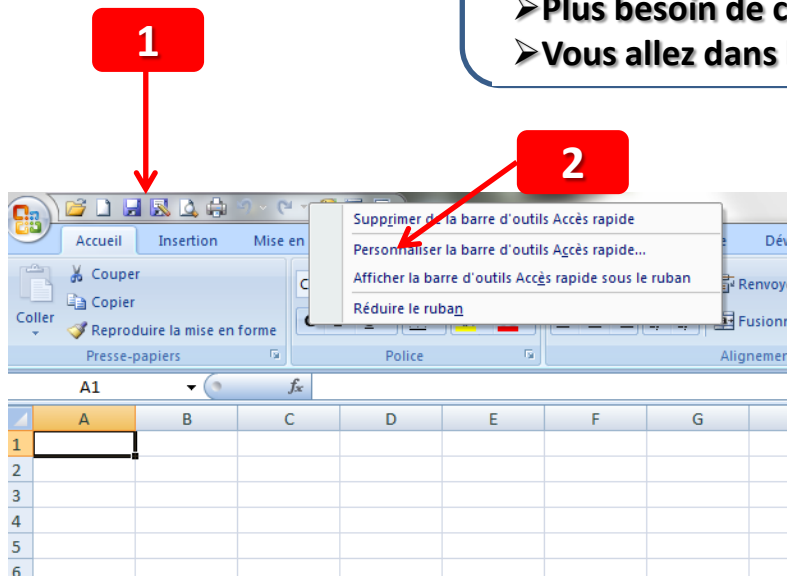 ➢Plus besoin de c
➢Vous allez dans
1
2
Supprimer de la barre d'outils Accès rapide
Personnaliser la barre d'outils Accès rapide...
Afficher la barre d'outils Accès rapide sous le ruban
Réduire le ruban
Accueil Insertion Mise en Dév
Couper
Copier
Coller
Reproduire la mise en forme
Renvoye
Fusionn
Presse-papiers Police Alignemen
A1 fx
A B C D E F G
1
2
3
4
5
6